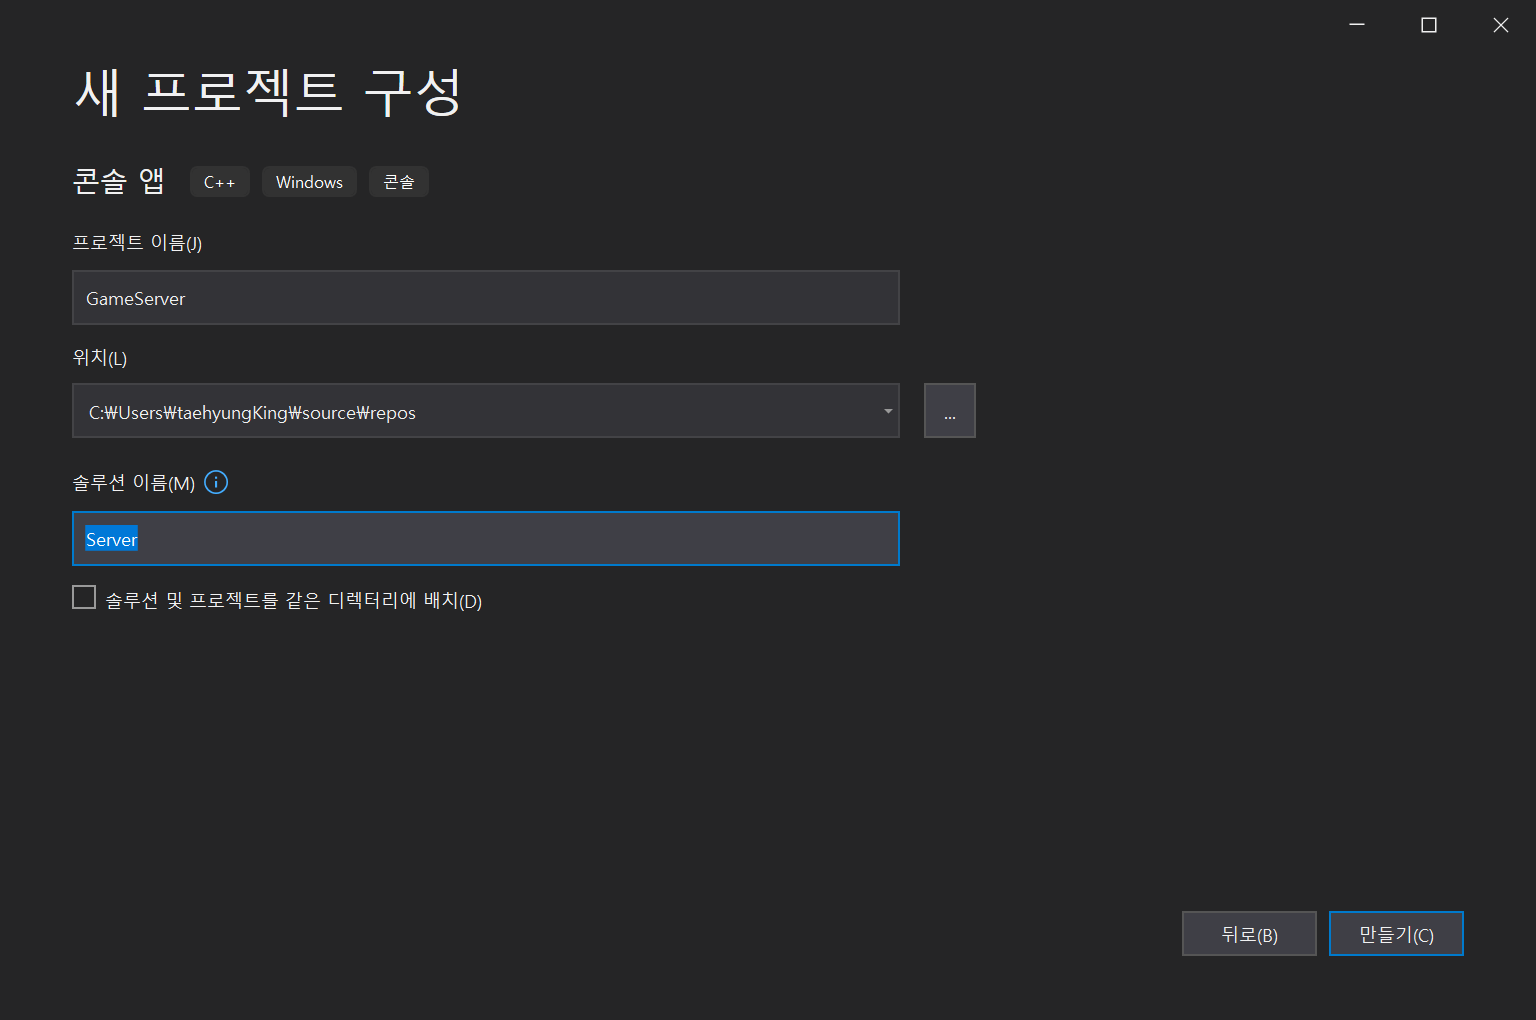 새 프로젝트 구성
콘솔 앱 C++ Windows 콘솔
프로젝트 이름(J)
GameServer
위치(L)
C:₩Users₩taehyungKing₩source₩repos ...
솔루션 이름(M)
Server
솔루션 및 프로젝트를 같은 디렉터리에 배치(D)
뒤로(B) 만들기(C)